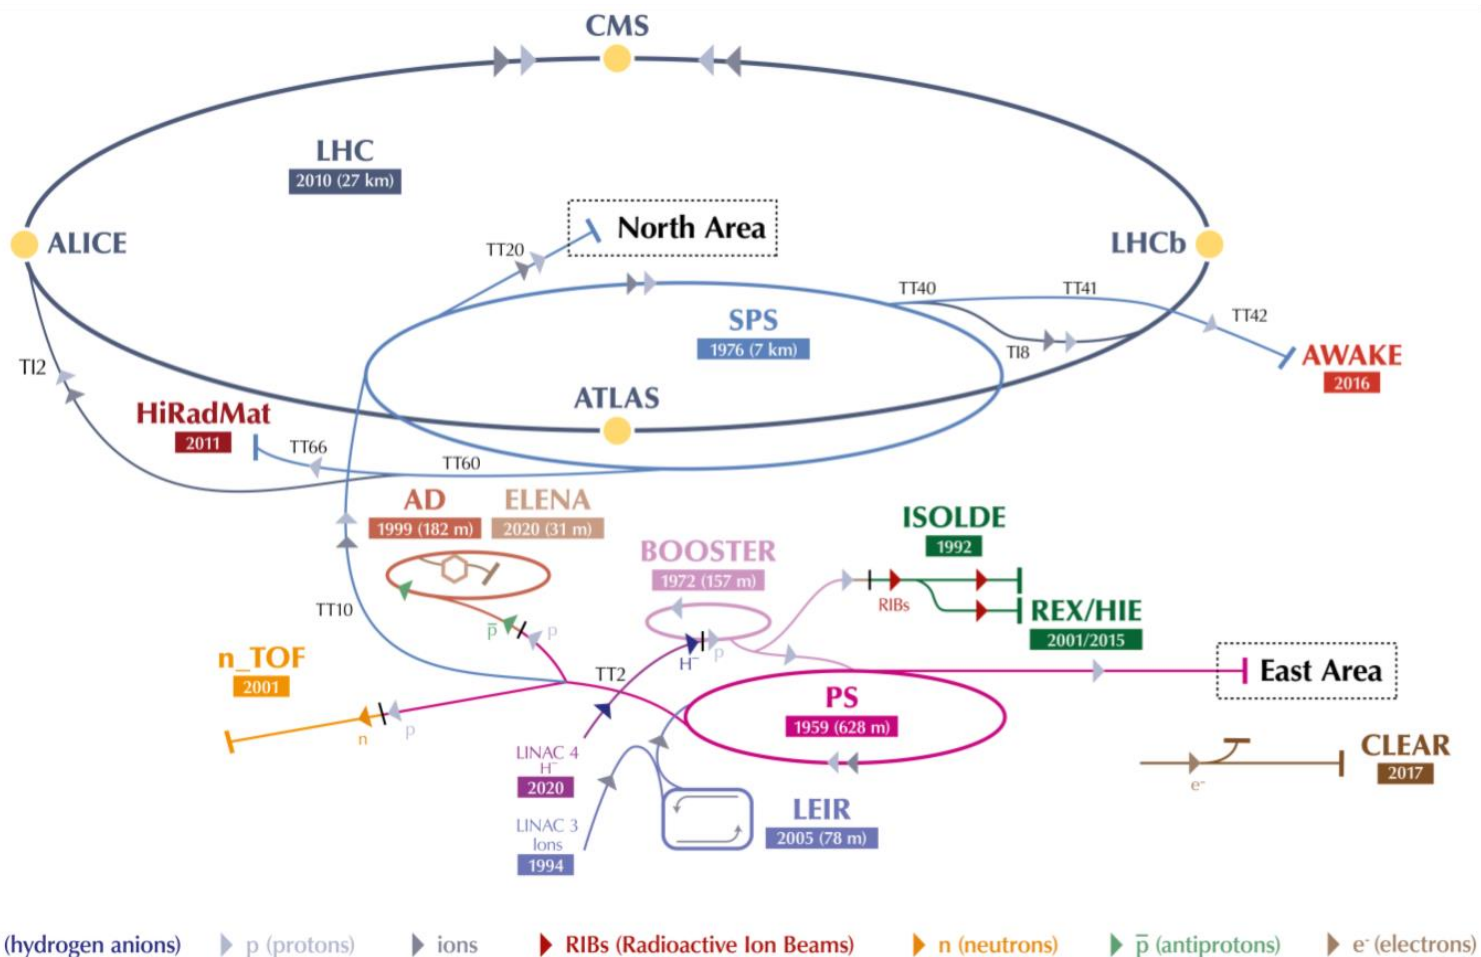 CMS
LHC
2010 (27 km)
North Area
ALICE
LHCb
TT20
TT40
TT41
TT42
SPS
1976 (7 km)
TI8
AWAKE
2016
TI2
ATLAS
HiRadMat
2011
TT66
TT60
AD
1999 (182 m)
ELENA
2020 (31 m)
ISOLDE
1992
BOOSTER
1972 (157 m)
RIBs
REX/HIE
2001/2015
TT10
p̅
p
H⁻
p
n_TOF
2001
TT2
East Area
PS
1959 (628 m)
n
p
LINAC 4
H⁻
2020
CLEAR
2017
e⁻
LINAC 3
Ions
1994
LEIR
2005 (78 m)
(hydrogen anions)
p (protons)
ions
RIBs (Radioactive Ion Beams)
n (neutrons)
p̅ (antiprotons)
e⁻ (electrons)